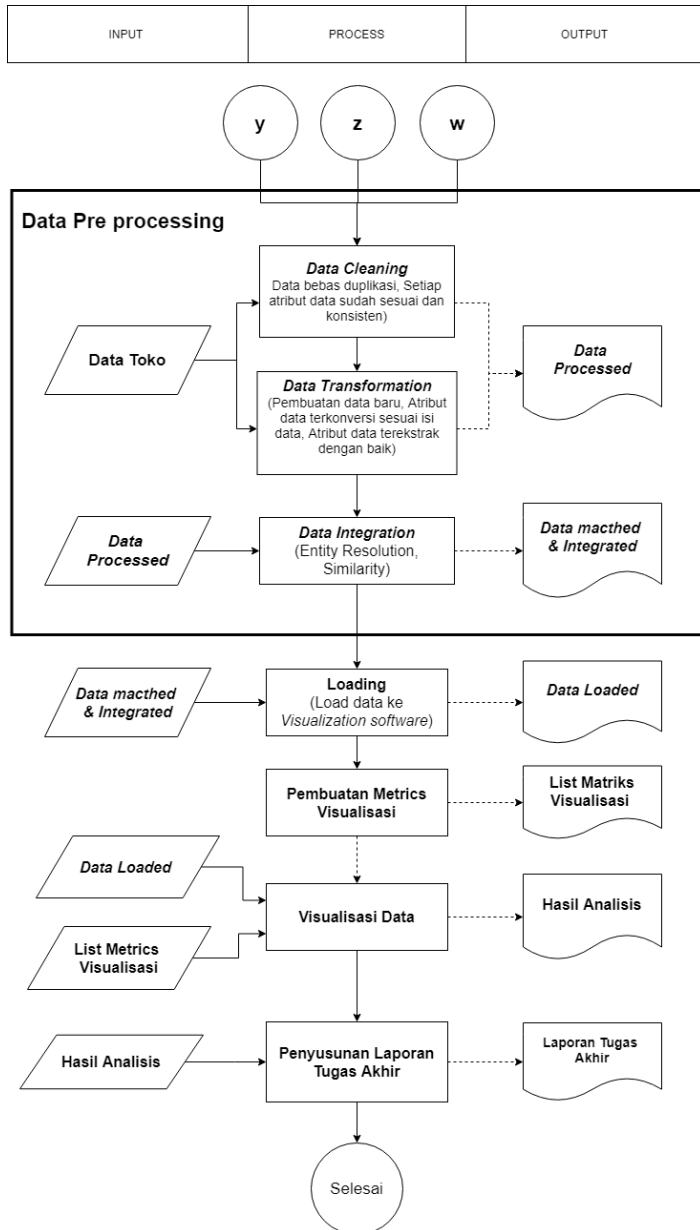 INPUT
PROCESS
OUTPUT
y
z
w
Data Pre processing
Data Cleaning
Data bebas duplikasi, Setiap
atribut data sudah sesuai dan
konsisten)
Data Toko
Data
Processed
Data Transformation
(Pembuatan data baru, Atribut
data terkonversi sesuai isi
data, Atribut data terekstrak
dengan baik)
Data
Processed
Data Integration
(Entity Resolution,
Similarity)
Data macthed
& Integrated
Data macthed
& Integrated
Loading
(Load data ke
Visualization software)
Data Loaded
Pembuatan Metrics
Visualisasi
List Matriks
Visualisasi
Data Loaded
List Metrics
Visualisasi
Visualisasi Data
Hasil Analisis
Hasil Analisis
Penyusunan Laporan
Tugas Akhir
Laporan Tugas
Akhir
Selesai